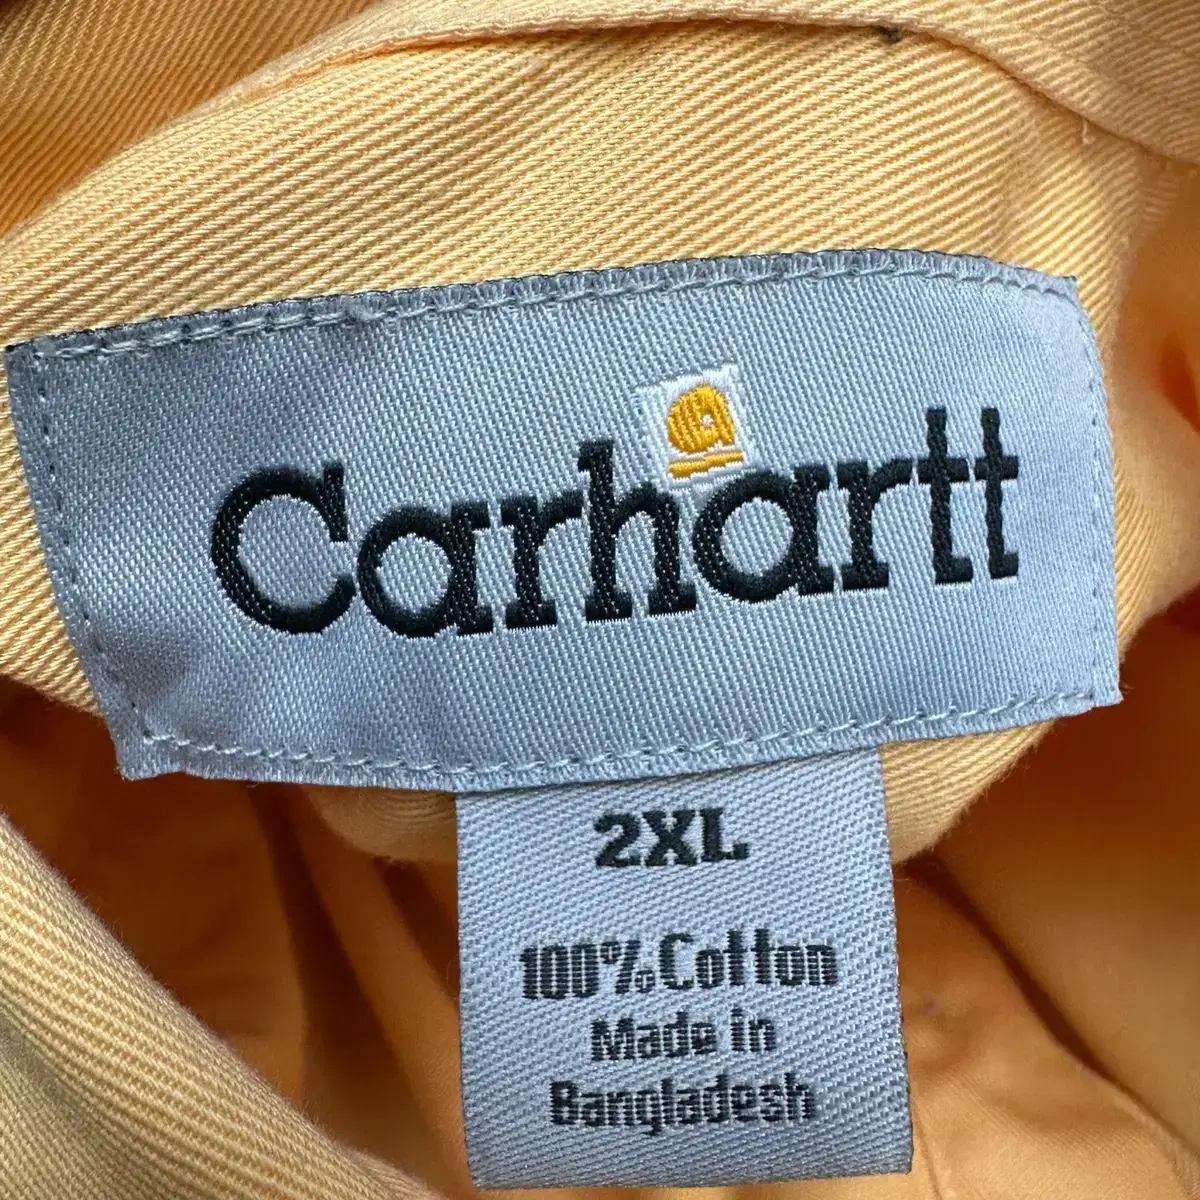 Carhartt
2XL
100% Cotton
Made in
Bangladesh